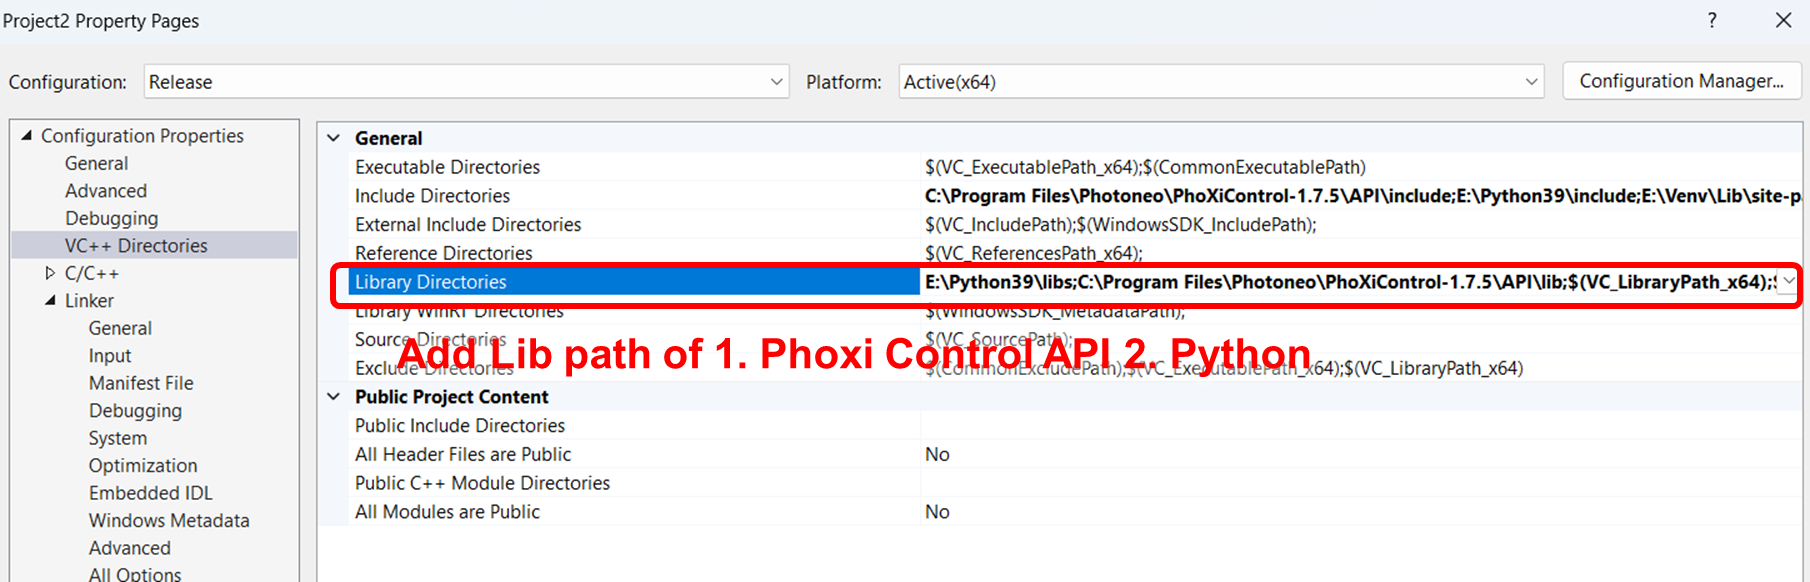 Project2 Property Pages ? ×
Configuration: Release Platform: Active(x64) Configuration Manager...
Configuration Properties
General
Advanced
Debugging
VC++ Directories
C/C++
Linker
General
Input
Manifest File
Debugging
System
Optimization
Embedded IDL
Windows Metadata
Advanced
All Options
General
Executable Directories $(VC_ExecutablePath_x64);$(CommonExecutablePath)
Include Directories C:\Program Files\Photoneo\PhoXiControl-1.7.5\API\include;E:\Python39\include;E:\Venv\Lib\site-p
External Include Directories $(VC_IncludePath);$(WindowsSDK_IncludePath);
Reference Directories $(VC_ReferencesPath_x64);
Library Directories E:\Python39\libs;C:\Program Files\Photoneo\PhoXiControl-1.7.5\API\lib;$(VC_LibraryPath_x64);
Library WinRT Directories $(WindowsSDK_MetadataPath);
Source Directories $(VC_SourcePath);
Add Lib path of 1. Phoxi Control API 2. Python
Exclude Directories $(CommonExcludePath);$(VC_ExecutablePath_x64);$(VC_LibraryPath_x64)
Public Project Content
Public Include Directories
All Header Files are Public No
Public C++ Module Directories
All Modules are Public No